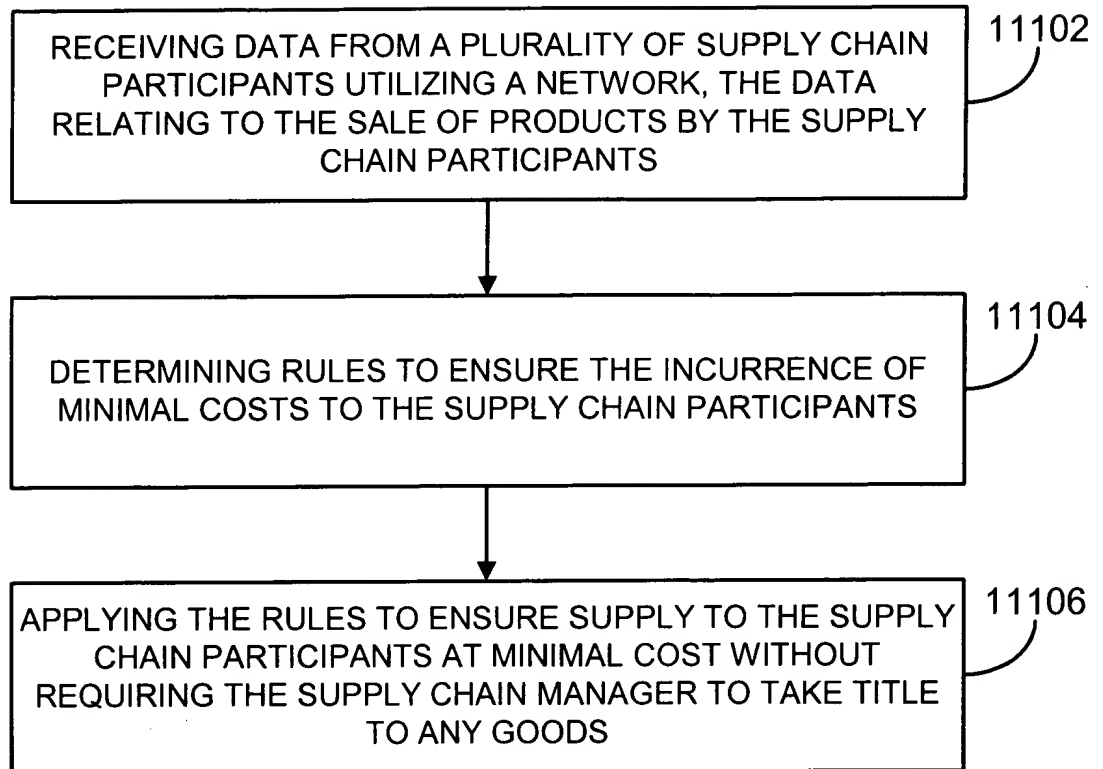 RECEIVING DATA FROM A PLURALITY OF SUPPLY CHAIN
PARTICIPANTS UTILIZING A NETWORK, THE DATA
RELATING TO THE SALE OF PRODUCTS BY THE SUPPLY
CHAIN PARTICIPANTS
11102
DETERMINING RULES TO ENSURE THE INCURRENCE OF
MINIMAL COSTS TO THE SUPPLY CHAIN PARTICIPANTS
11104
APPLYING THE RULES TO ENSURE SUPPLY TO THE SUPPLY
CHAIN PARTICIPANTS AT MINIMAL COST WITHOUT
REQUIRING THE SUPPLY CHAIN MANAGER TO TAKE TITLE
TO ANY GOODS
11106